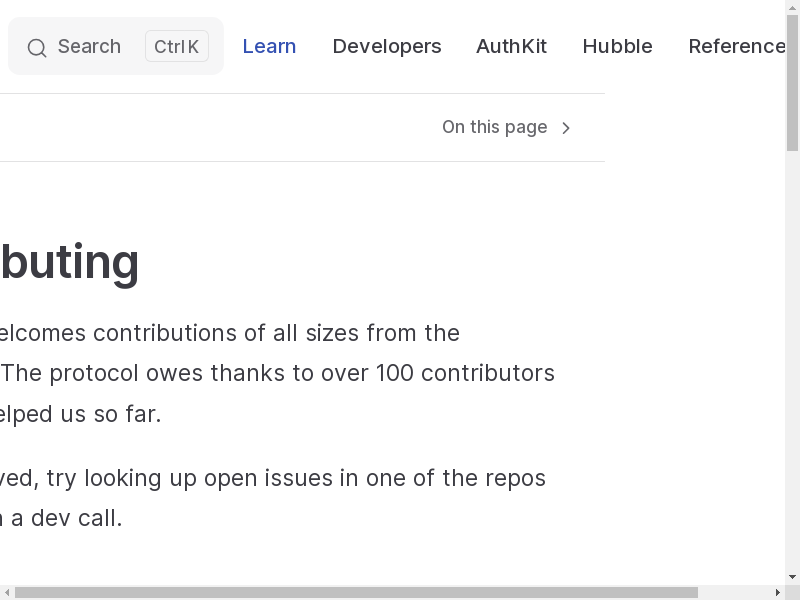 Search Ctrl K Learn Developers AuthKit Hubble Reference
On this page
buting
elcomes contributions of all sizes from the
The protocol owes thanks to over 100 contributors
elped us so far.
ved, try looking up open issues in one of the repos
a dev call.